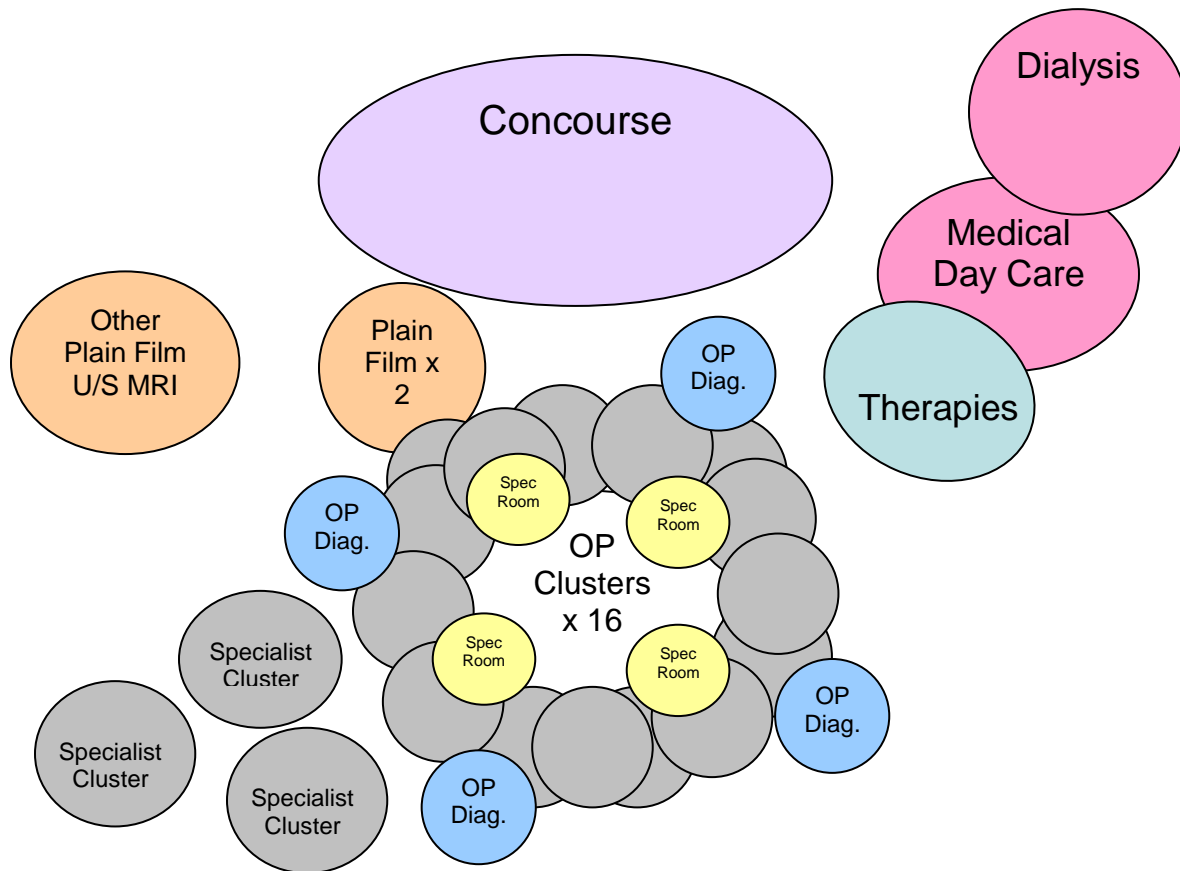 Dialysis
Concourse
Medical
Day Care
Other
Plain Film
U/S MRI
Plain
Film x
2
OP
Diag.
Therapies
Spec
Room
Spec
Room
OP
Diag.
OP
Clusters
x 16
Spec
Room
Spec
Room
Specialist
Cluster
OP
Diag.
Specialist
Cluster
Specialist
Cluster
OP
Diag.